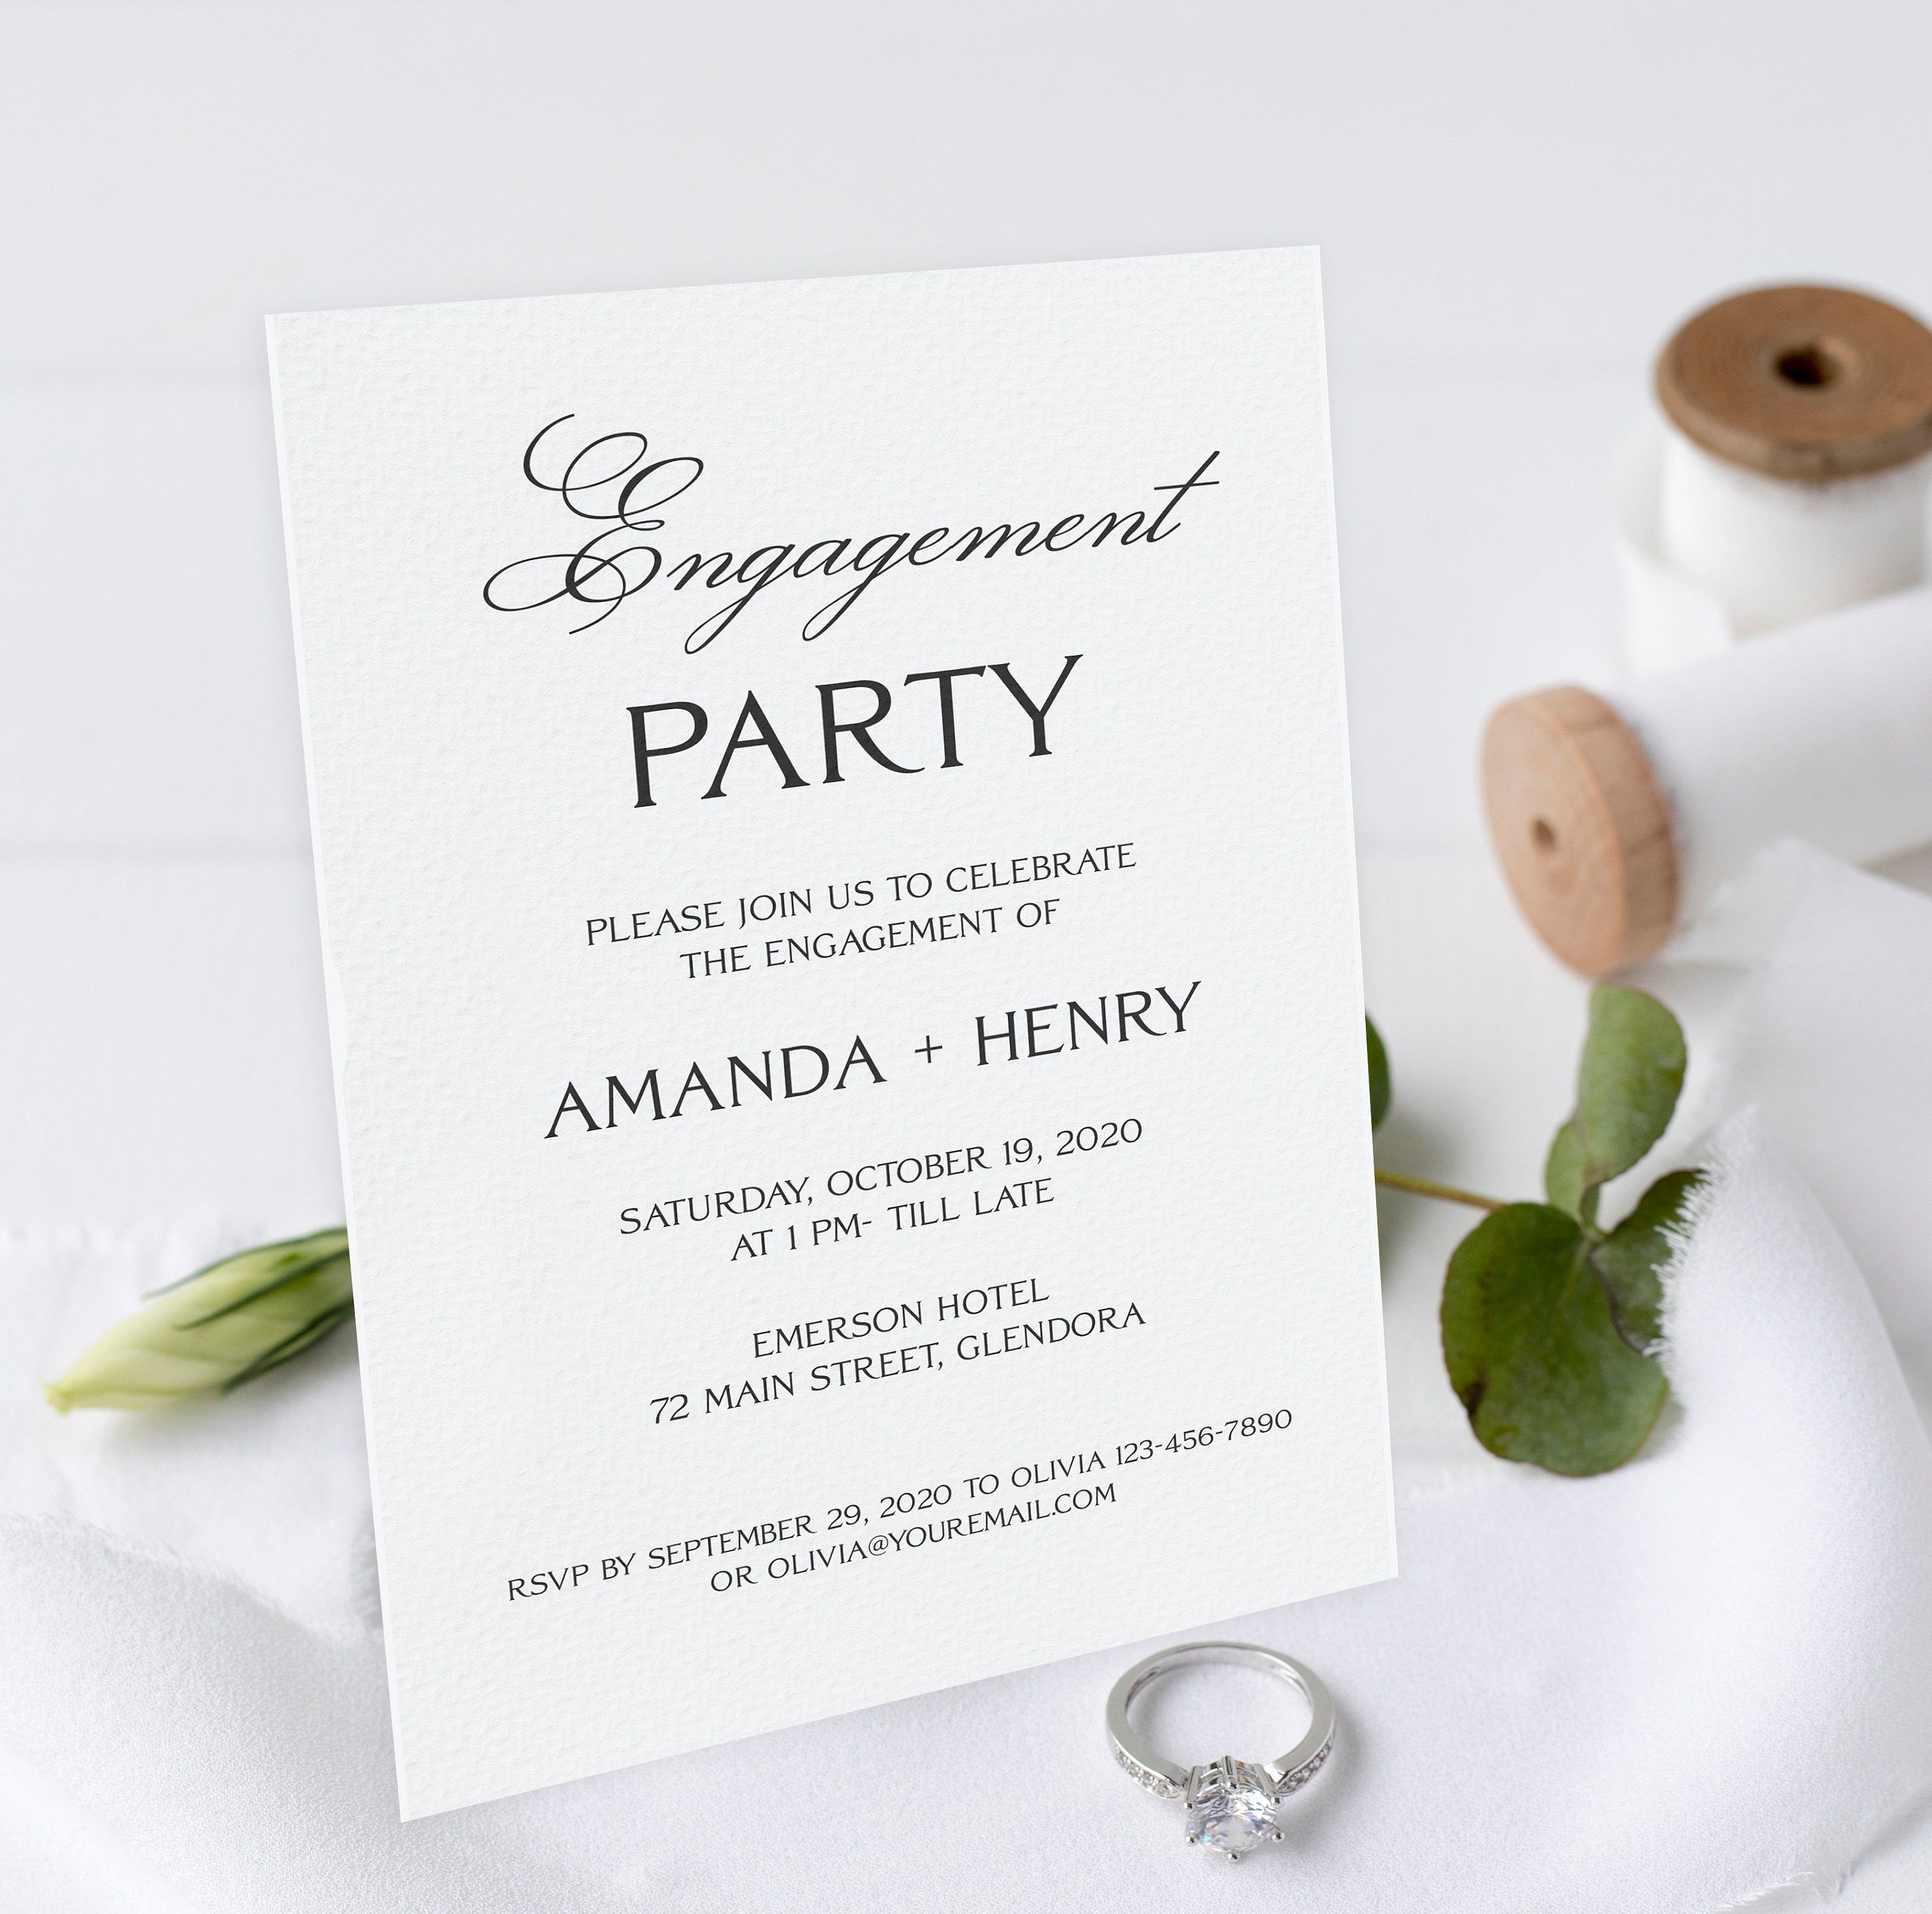 Engagement
PARTY
PLEASE JOIN US TO CELEBRATE
THE ENGAGEMENT OF
AMANDA + HENRY
SATURDAY, OCTOBER 19, 2020
AT 1 PM- TILL LATE
EMERSON HOTEL
72 MAIN STREET, GLENDORA
RSVP BY SEPTEMBER 29, 2020 TO OLIVIA 123-456-7890
OR OLIVIA@YOUREMAIL.COM